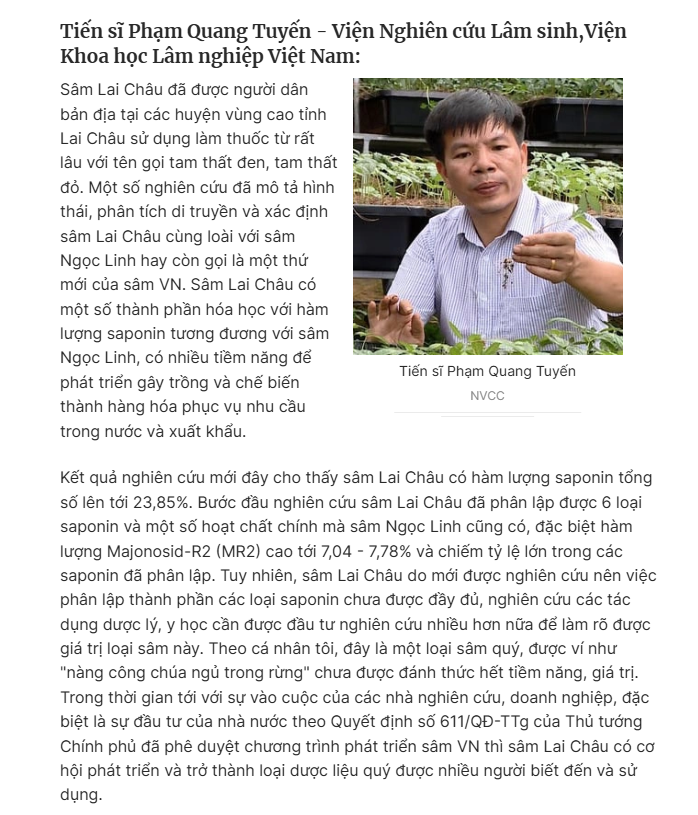 Tiến sĩ Phạm Quang Tuyến - Viện Nghiên cứu Lâm sinh,Viện
Khoa học Lâm nghiệp Việt Nam:
Sâm Lai Châu đã được người dân
bản địa tại các huyện vùng cao tỉnh
Lai Châu sử dụng làm thuốc từ rất
lâu với tên gọi tam thất đen, tam thất
đỏ. Một số nghiên cứu đã mô tả hình
thái, phân tích di truyền và xác định
sâm Lai Châu cùng loài với sâm
Ngọc Linh hay còn gọi là một thứ
mới của sâm VN. Sâm Lai Châu có
một số thành phần hóa học với hàm
lượng saponin tương đương với sâm
Ngọc Linh, có nhiều tiềm năng để
phát triển gây trồng và chế biến
thành hàng hóa phục vụ nhu cầu
trong nước và xuất khẩu.
Tiến sĩ Phạm Quang Tuyến
NVCC
Kết quả nghiên cứu mới đây cho thấy sâm Lai Châu có hàm lượng saponin tổng
số lên tới 23,85%. Bước đầu nghiên cứu sâm Lai Châu đã phân lập được 6 loại
saponin và một số hoạt chất chính mà sâm Ngọc Linh cũng có, đặc biệt hàm
lượng Majonosid-R2 (MR2) cao tới 7,04 - 7,78% và chiếm tỷ lệ lớn trong các
saponin đã phân lập. Tuy nhiên, sâm Lai Châu do mới được nghiên cứu nên việc
phân lập thành phần các loại saponin chưa được đầy đủ, nghiên cứu các tác
dụng dược lý, y học cần được đầu tư nghiên cứu nhiều hơn nữa để làm rõ được
giá trị loại sâm này. Theo cá nhân tôi, đây là một loại sâm quý, được ví như
"nàng công chúa ngủ trong rừng" chưa được đánh thức hết tiềm năng, giá trị.
Trong thời gian tới với sự vào cuộc của các nhà nghiên cứu, doanh nghiệp, đặc
biệt là sự đầu tư của nhà nước theo Quyết định số 611/QĐ-TTg của Thủ tướng
Chính phủ đã phê duyệt chương trình phát triển sâm VN thì sâm Lai Châu có cơ
hội phát triển và trở thành loại dược liệu quý được nhiều người biết đến và sử
dụng.